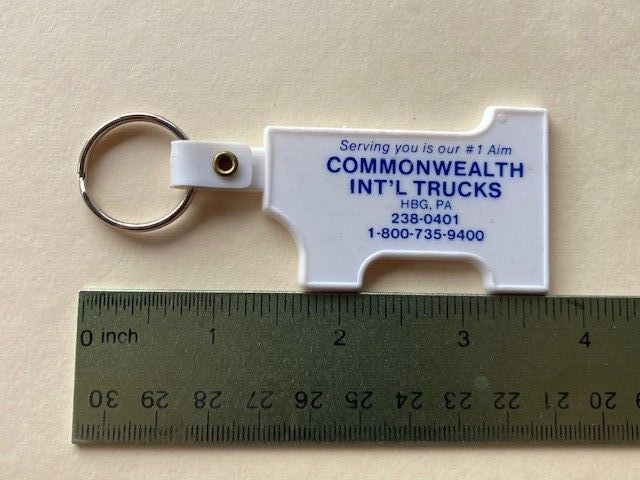 Serving you is our #1 Aim
COMMONWEALTH
INT'L TRUCKS
HBG, PA
238-0401
1-800-735-9400
0 inch 1 2 3 4
30 29 28 27 26 25 24 23 22 21 20 19